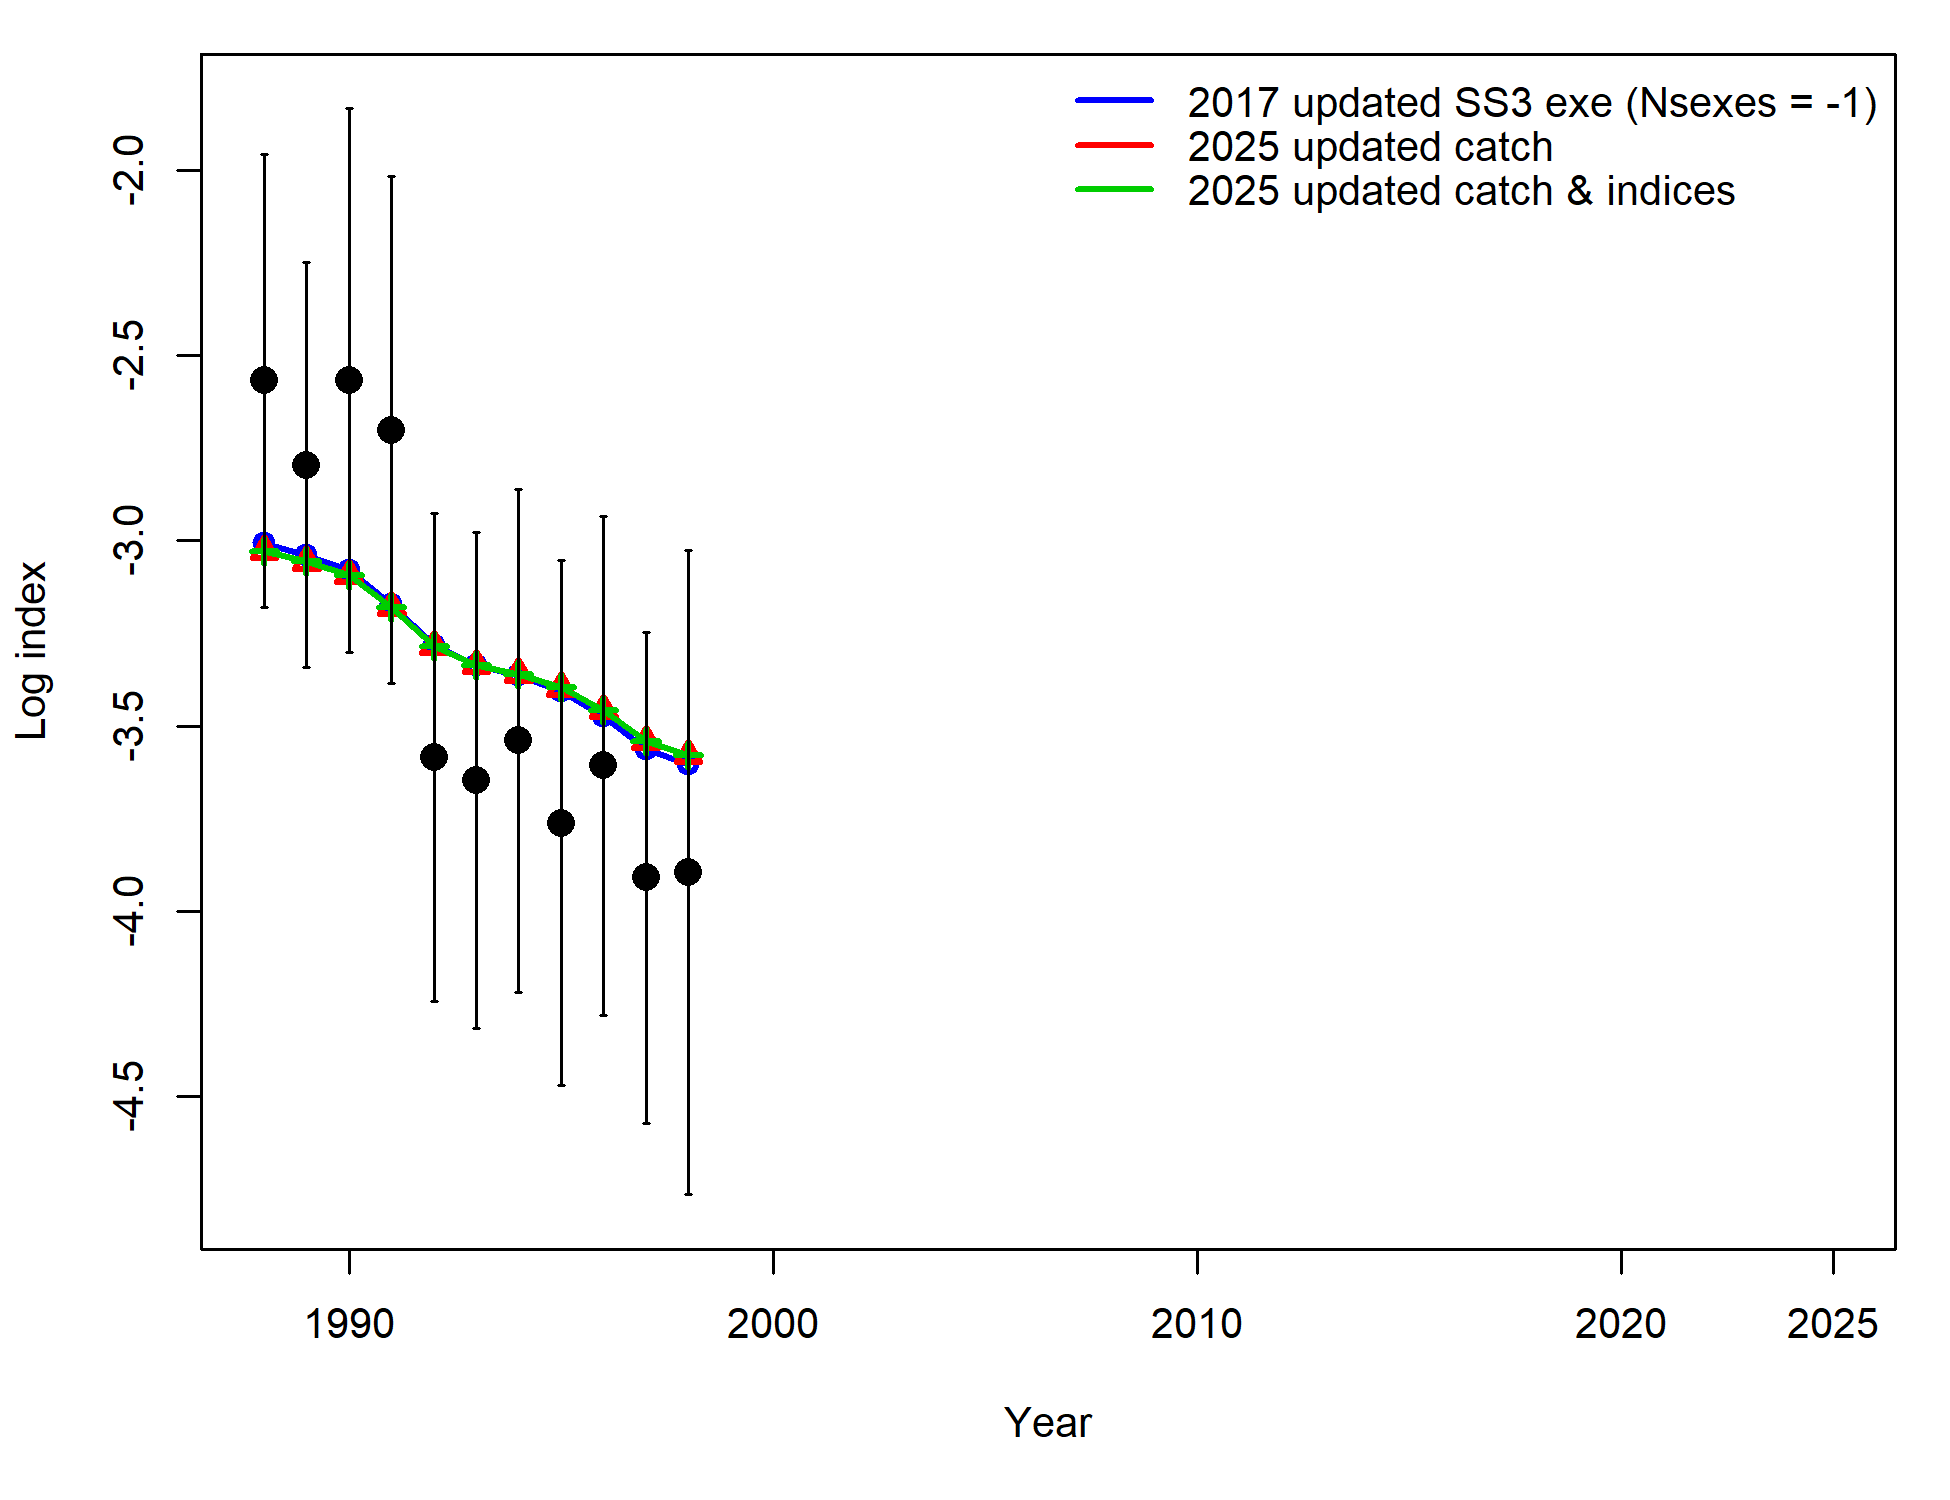 2017 updated SS3 exe (Nsexes = -1)
2025 updated catch
2025 updated catch & indices
-2.0
-2.5
-3.0
-3.5
-4.0
-4.5
Log index
1990 2000 2010 2020 2025
Year